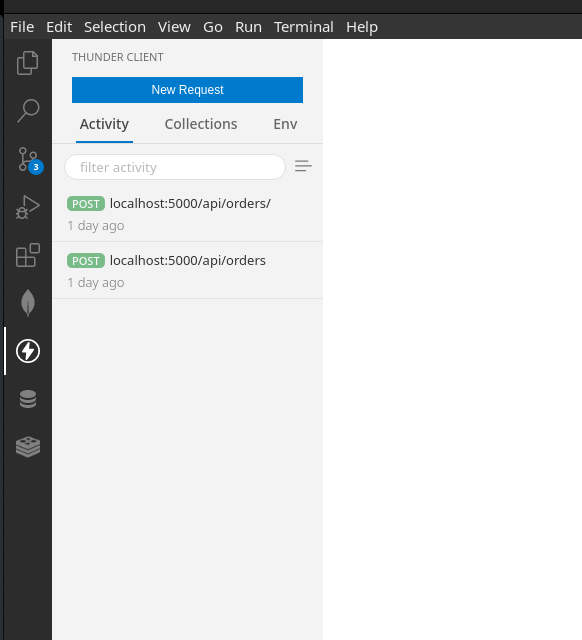 File Edit Selection View Go Run Terminal Help
THUNDER CLIENT
New Request
Activity Collections Env
filter activity
3
POST localhost:5000/api/orders/
1 day ago
POST localhost:5000/api/orders
1 day ago